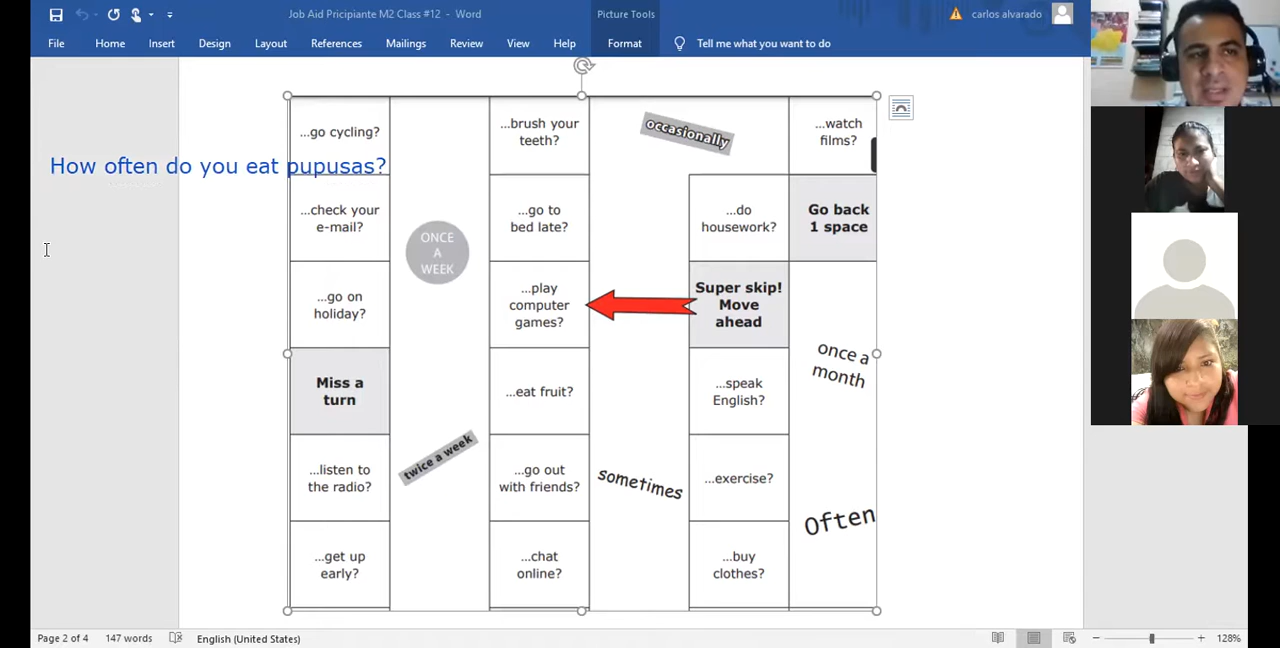 Job Aid Pricipiante M2 Class #12 - Word
Picture Tools
carlos alvarado
File
Home
Insert
Design
Layout
References
Mailings
Review
View
Help
Format
Tell me what you want to do
...go cycling?
...brush your
teeth?
occasionally
...watch
films?
How often do you eat pupusas?
...check your
e-mail?
ONCE
A
WEEK
...go to
bed late?
...do
housework?
Go back
1 space
...go on
holiday?
...play
computer
games?
Super skip!
Move
ahead
once a
month
Miss a
turn
...eat fruit?
...speak
English?
twice a week
...listen to
the radio?
...go out
with friends?
sometimes
...exercise?
Often
...get up
early?
...chat
online?
...buy
clothes?
Page 2 of 4
147 words
English (United States)
128%